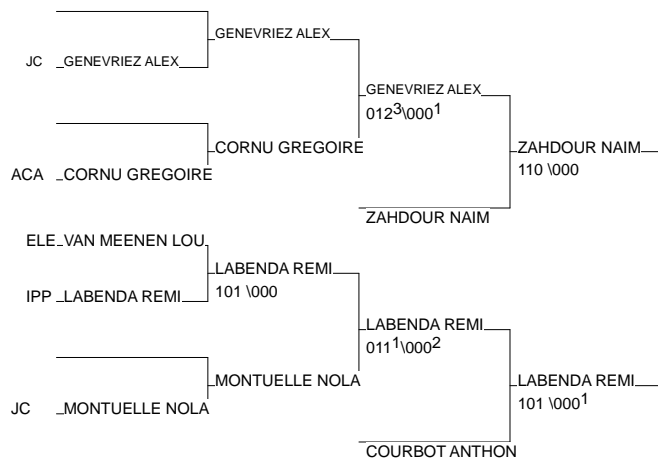 GENEVRIEZ ALEX
JC GENEVRIEZ ALEX
GENEVRIEZ ALEX
012³\000¹
CORNU GREGOIRE
ZAHDOUR NAIM
110 \000
ACA CORNU GREGOIRE
ZAHDOUR NAIM
ELE VAN MEENEN LOU
LABENDA REMI
101 \000
IPP LABENDA REMI
LABENDA REMI
011¹\000²
MONTUELLE NOLA
LABENDA REMI
101 \000¹
JC MONTUELLE NOLA
COURBOT ANTHON